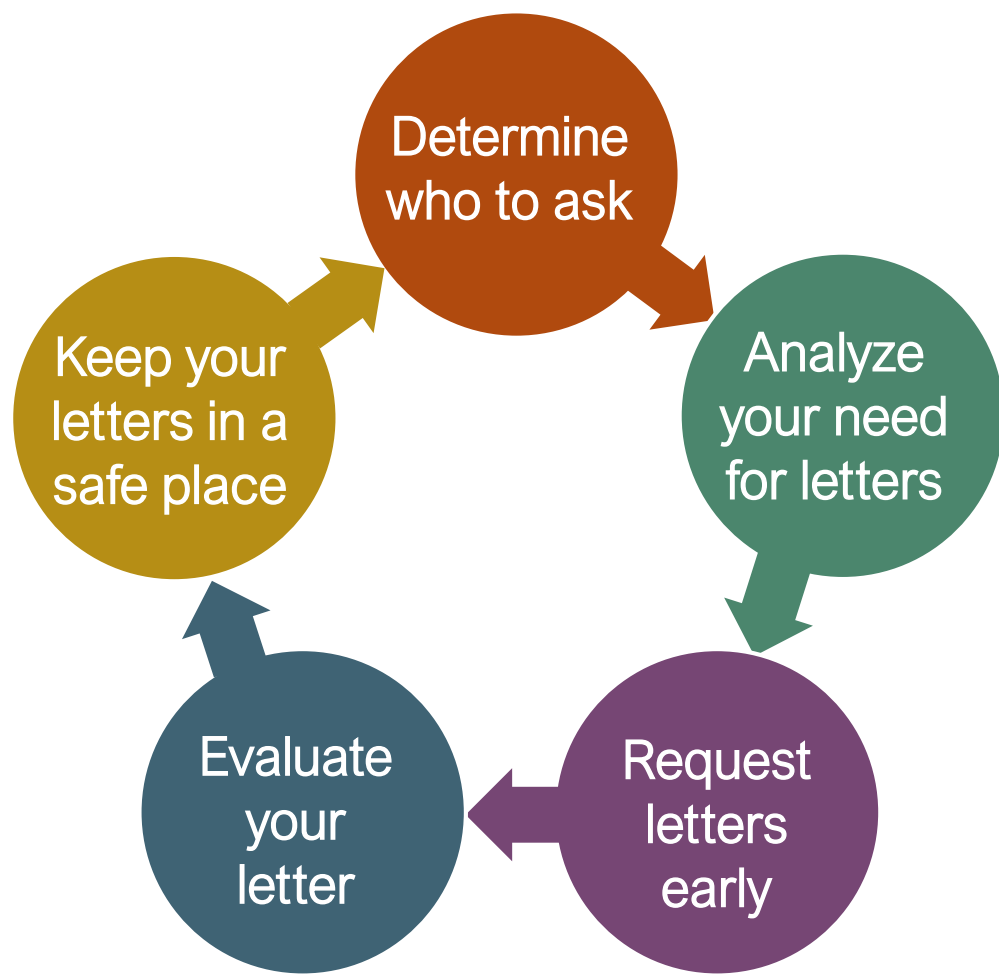 Determine
who to ask
Analyze
your need
for letters
Request
letters
early
Evaluate
your
letter
Keep your
letters in a
safe place